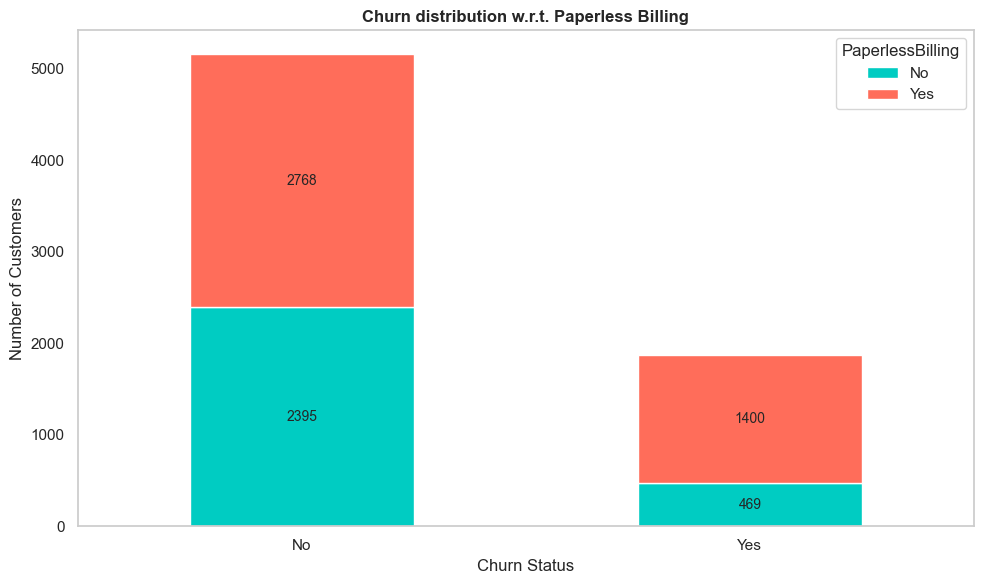 Churn distribution w.r.t. Paperless Billing
PaperlessBilling
No
Yes
Number of Customers
5000
4000
3000
2000
1000
0
2768
2395
1400
469
No
Yes
Churn Status